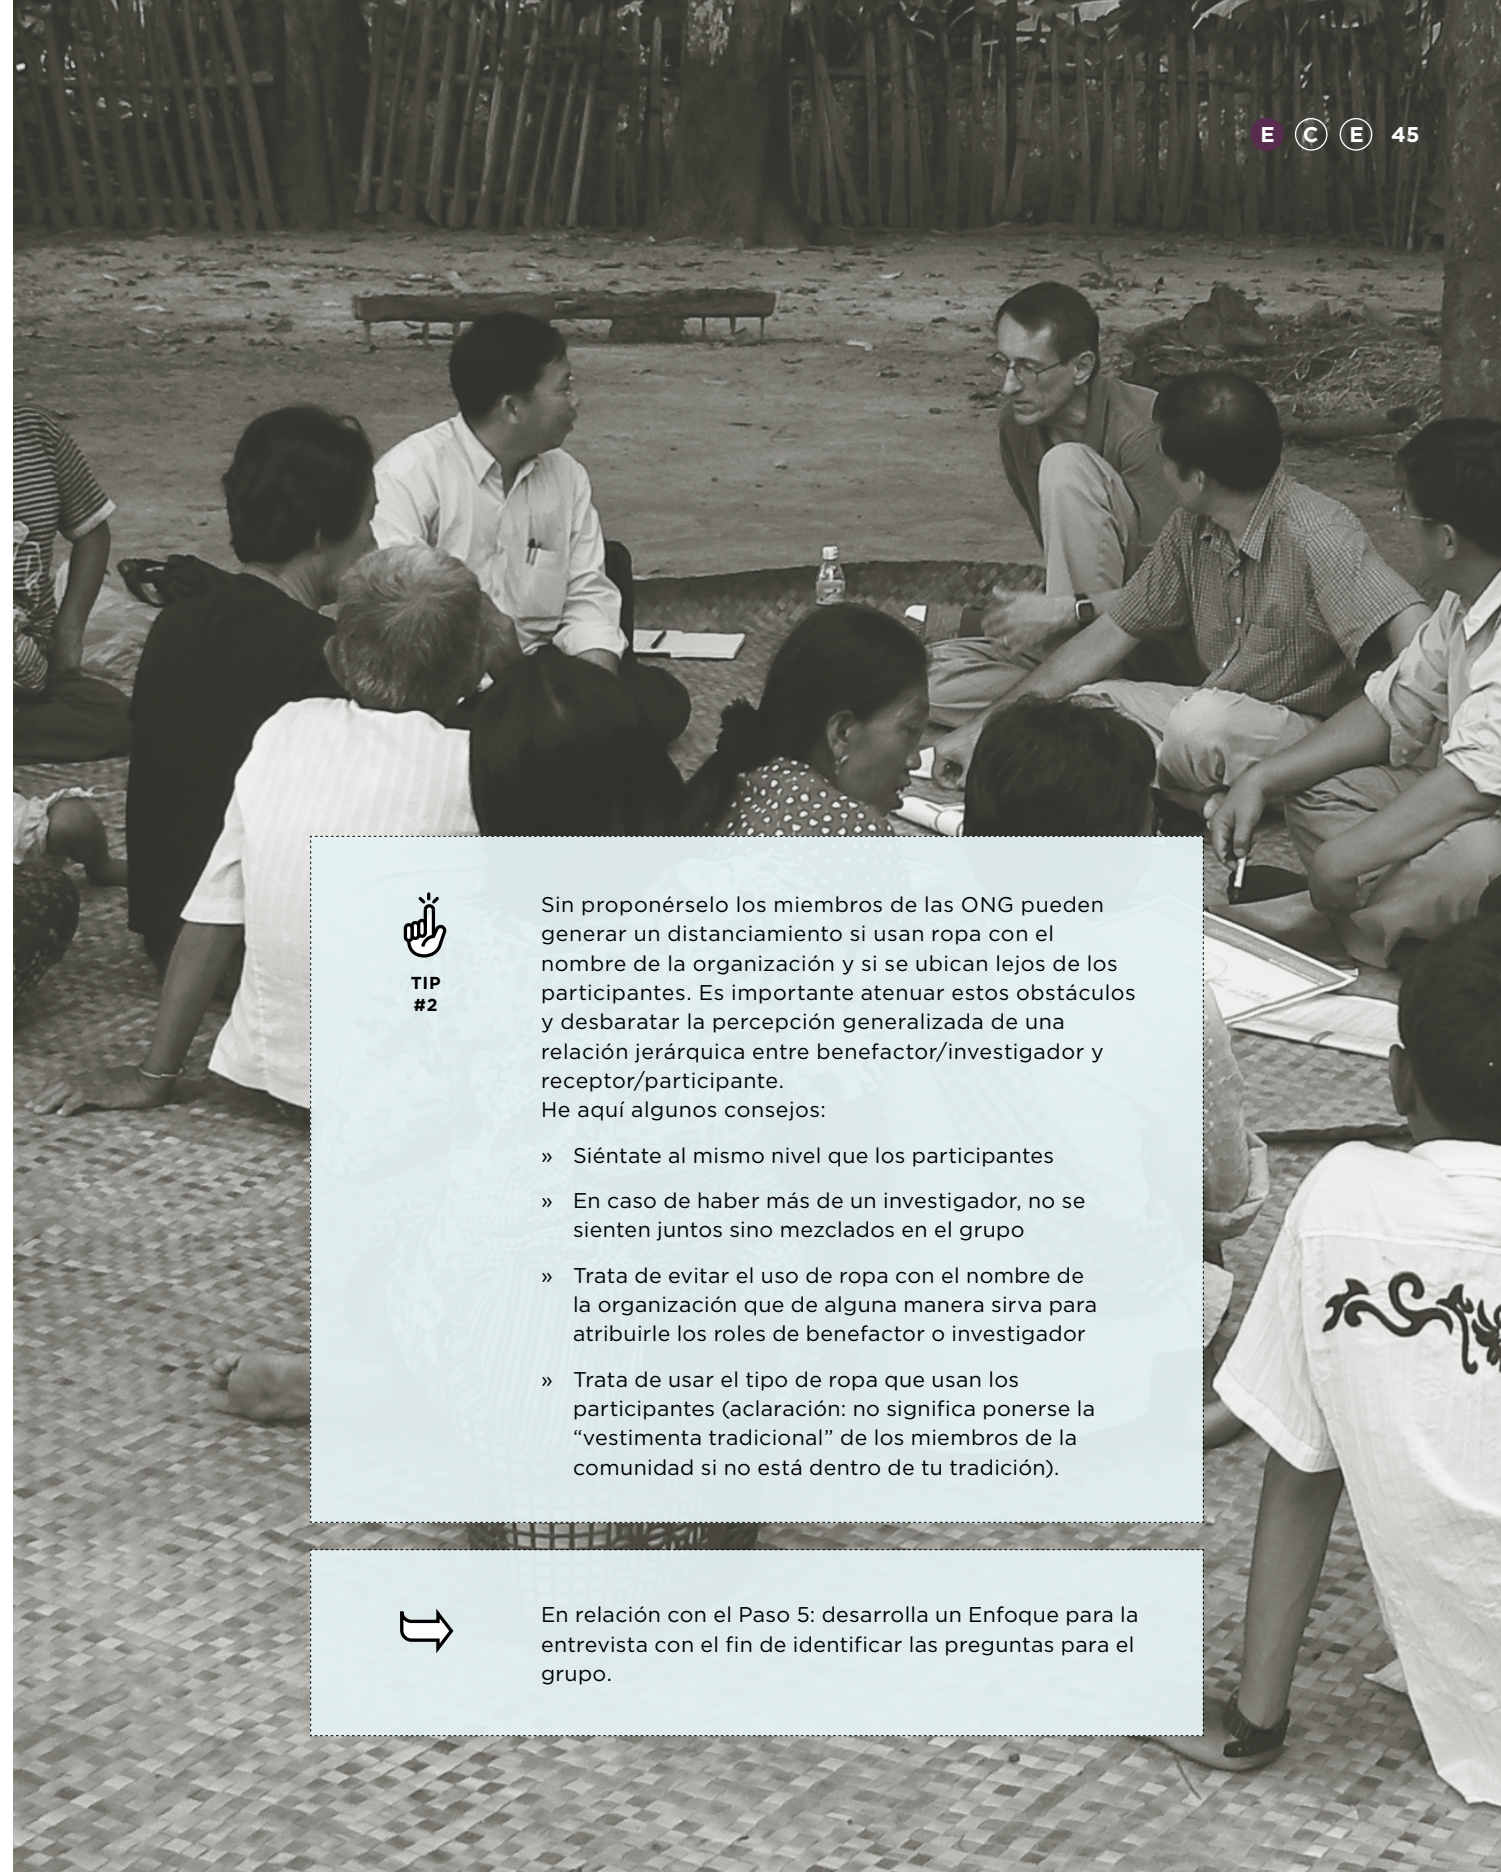 E C E 45
TIP
#2
Sin proponérselo los miembros de las ONG pueden
generar un distanciamiento si usan ropa con el
nombre de la organización y si se ubican lejos de los
participantes. Es importante atenuar estos obstáculos
y desbaratar la percepción generalizada de una
relación jerárquica entre benefactor/investigador y
receptor/participante.
He aquí algunos consejos:
» Siéntate al mismo nivel que los participantes
» En caso de haber más de un investigador, no se
sienten juntos sino mezclados en el grupo
» Trata de evitar el uso de ropa con el nombre de
la organización que de alguna manera sirva para
atribuirle los roles de benefactor o investigador
» Trata de usar el tipo de ropa que usan los
participantes (aclaración: no significa ponerse la
“vestimenta tradicional” de los miembros de la
comunidad si no está dentro de tu tradición).
En relación con el Paso 5: desarrolla un Enfoque para la
entrevista con el fin de identificar las preguntas para el
grupo.